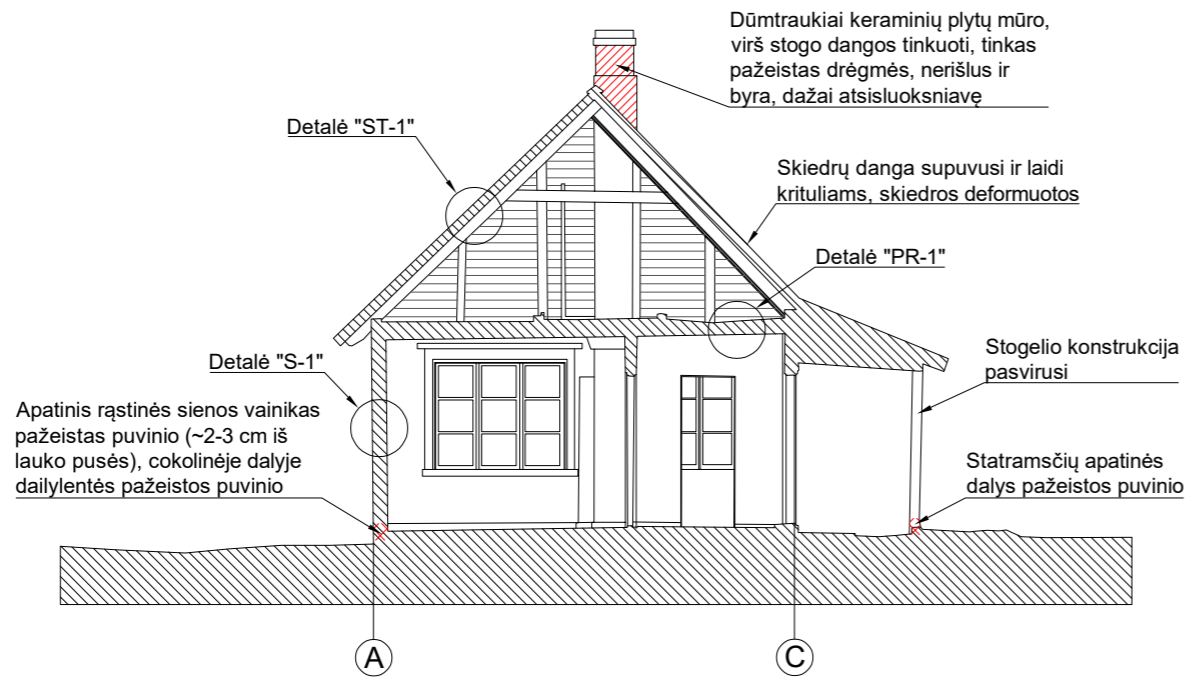 Dūmtraukiai keraminių plytų mūro,
virš stogo dangos tinkuoti, tinkas
pažeistas drėgmės, nerišlus ir
byra, dažai atsisluoksniavę
Detalė "ST-1"
Skiedrų danga supuvusi ir laidi
krituliams, skiedros deformuotos
Detalė "PR-1"
Detalė "S-1"
Stogelio konstrukcija
pasvirusi
Apatinis rąstinės sienos vainikas
pažeistas puvinio (~2-3 cm iš
lauko pusės), cokolinėje dalyje
dailylentės pažeistos puvinio
Statramsčių apatinės
dalys pažeistos puvinio
A
C